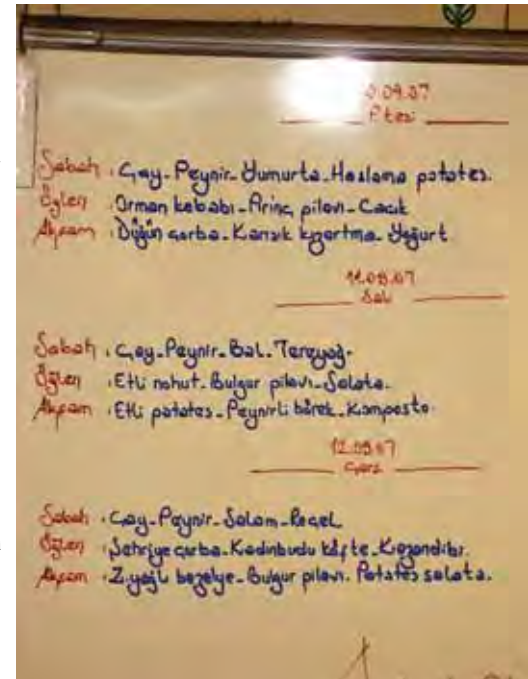 09.07
P.tesi
Sabah : Çay-Peynir-Yumurta-Haşlama patates.
Öğlen : Orman kebabı-Pirinç pilavı-Cacık
Akşam : Düğün çorba-Karışık kızartma-Yoğurt
11.09.07
Salı
Sabah : Çay-Peynir-Bal-Tereyağ-
Öğlen : Etli nohut-Bulgur pilavı-Salata.
Akşam : Etli patates-Peynirli börek-Komposto.
12.09.07
Çarş
Sabah : Çay-Peynir-Salam-Reçel
Öğlen : Şehriye çorba-Kadınbudu köfte-Kazandibi.
Akşam : Z.yağlı bezelye-Bulgur pilavı-Patates salata.